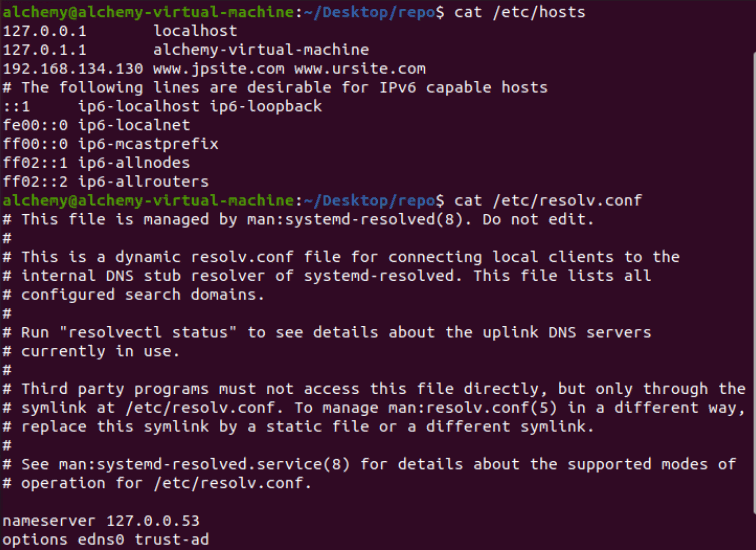 alchemy@alchemy-virtual-machine:~/Desktop/repo$ cat /etc/hosts
127.0.0.1       localhost
127.0.1.1       alchemy-virtual-machine
192.168.134.130 www.jpsite.com www.ursite.com
# The following lines are desirable for IPv6 capable hosts
::1     ip6-localhost ip6-loopback
fe00::0 ip6-localnet
ff00::0 ip6-mcastprefix
ff02::1 ip6-allnodes
ff02::2 ip6-allrouters
alchemy@alchemy-virtual-machine:~/Desktop/repo$ cat /etc/resolv.conf
# This file is managed by man:systemd-resolved(8). Do not edit.
#
# This is a dynamic resolv.conf file for connecting local clients to the
# internal DNS stub resolver of systemd-resolved. This file lists all
# configured search domains.
#
# Run "resolvectl status" to see details about the uplink DNS servers
# currently in use.
#
# Third party programs must not access this file directly, but only through the
# symlink at /etc/resolv.conf. To manage man:resolv.conf(5) in a different way,
# replace this symlink by a static file or a different symlink.
#
# See man:systemd-resolved.service(8) for details about the supported modes of
# operation for /etc/resolv.conf.

nameserver 127.0.0.53
options edns0 trust-ad